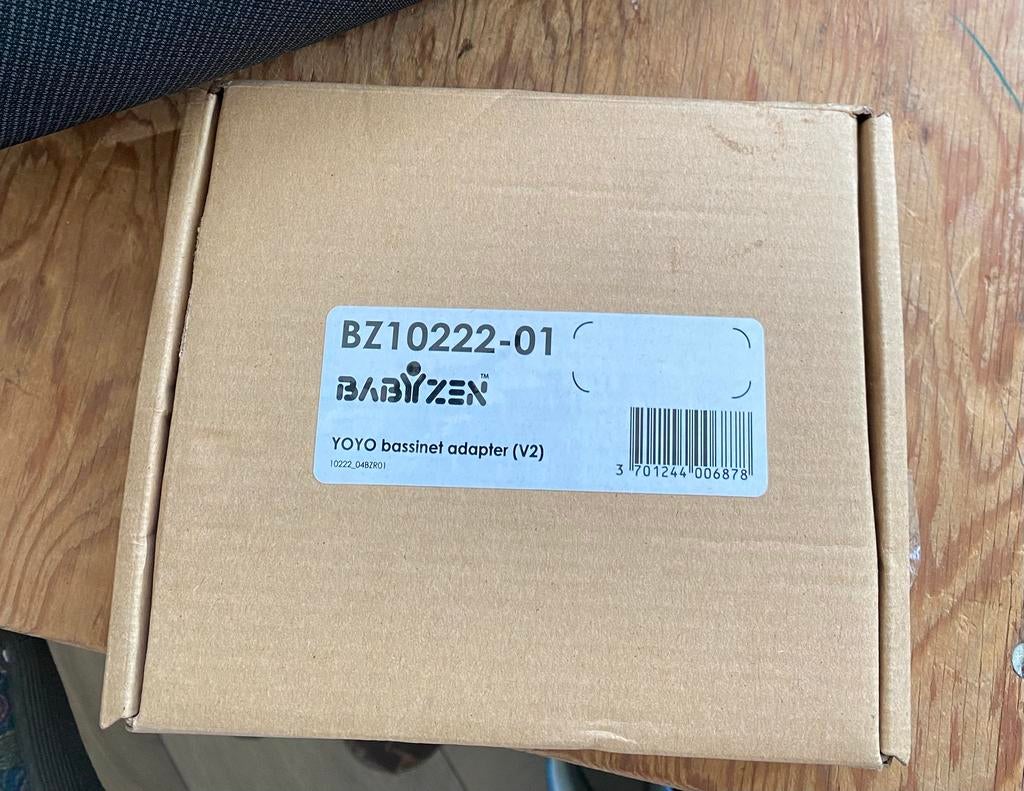 BZ10222-01
BABYZEN™
YOYO bassinet adapter (V2)
10222_04BZR01
3 701244 006878